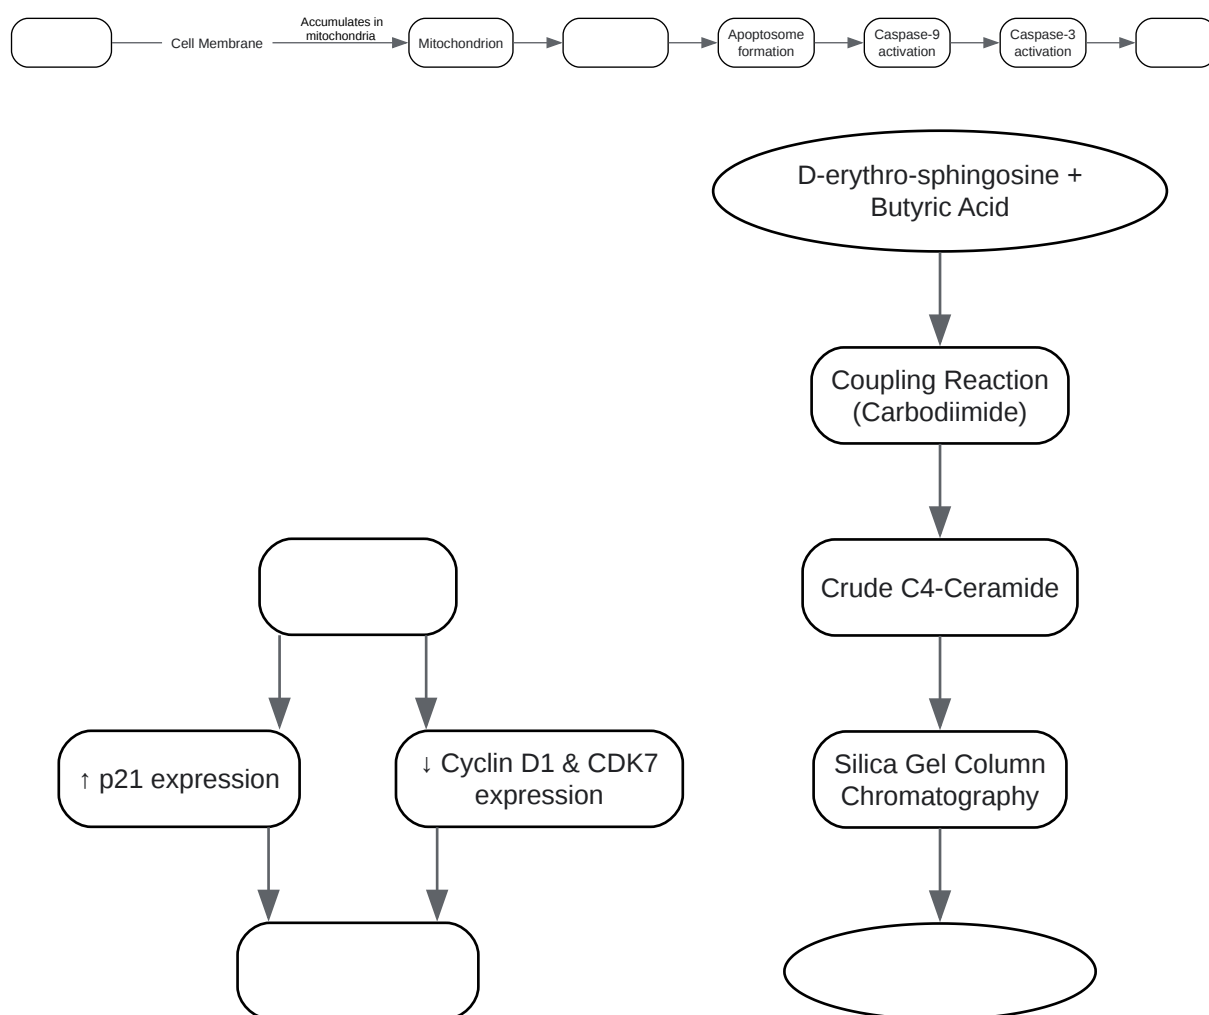 Cell Membrane
Accumulates in
mitochondria
Mitochondrion
Apoptosome
formation
Caspase-9
activation
Caspase-3
activation
D-erythro-sphingosine +
Butyric Acid
Coupling Reaction
(Carbodiimide)
Crude C4-Ceramide
↑ p21 expression
↓ Cyclin D1 & CDK7
expression
Silica Gel Column
Chromatography